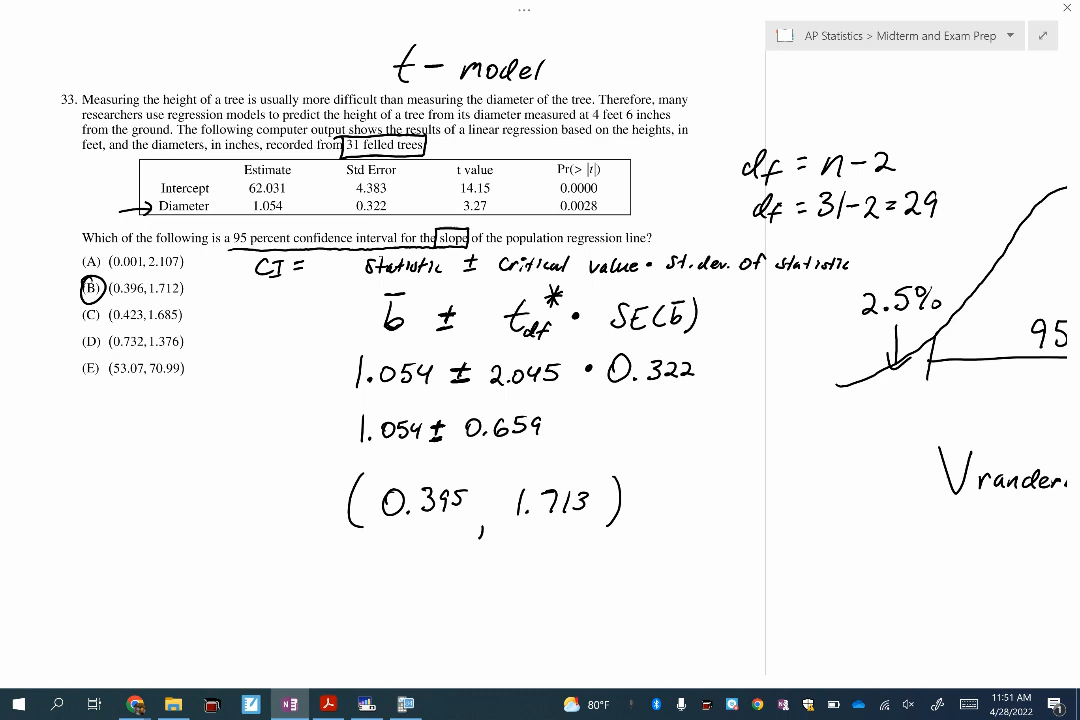 ...
AP Statistics > Midterm and Exam Prep
t - model
33. Measuring the height of a tree is usually more difficult than measuring the diameter of the tree. Therefore, many
researchers use regression models to predict the height of a tree from its diameter measured at 4 feet 6 inches
from the ground. The following computer output shows the results of a linear regression based on the heights, in
feet, and the diameters, in inches, recorded from 31 felled trees.
Estimate Std Error t value Pr(> |t|)
Intercept 62.031 4.383 14.15 0.0000
Diameter 1.054 0.322 3.27 0.0028
Which of the following is a 95 percent confidence interval for the slope of the population regression line?
(A) (0.001, 2.107)
(B) (0.396, 1.712)
(C) (0.423, 1.685)
(D) (0.732, 1.376)
(E) (53.07, 70.99)
CI = statistic ± critical value • st.dev. of statistic
b̄ ± t*df • SE(b̄)
1.054 ± 2.045 • 0.322
1.054 ± 0.659
(0.395, 1.713)
df = n - 2
df = 31 - 2 = 29
2.5%
95
Vrander
80°F
11:51 AM
4/28/2022
1